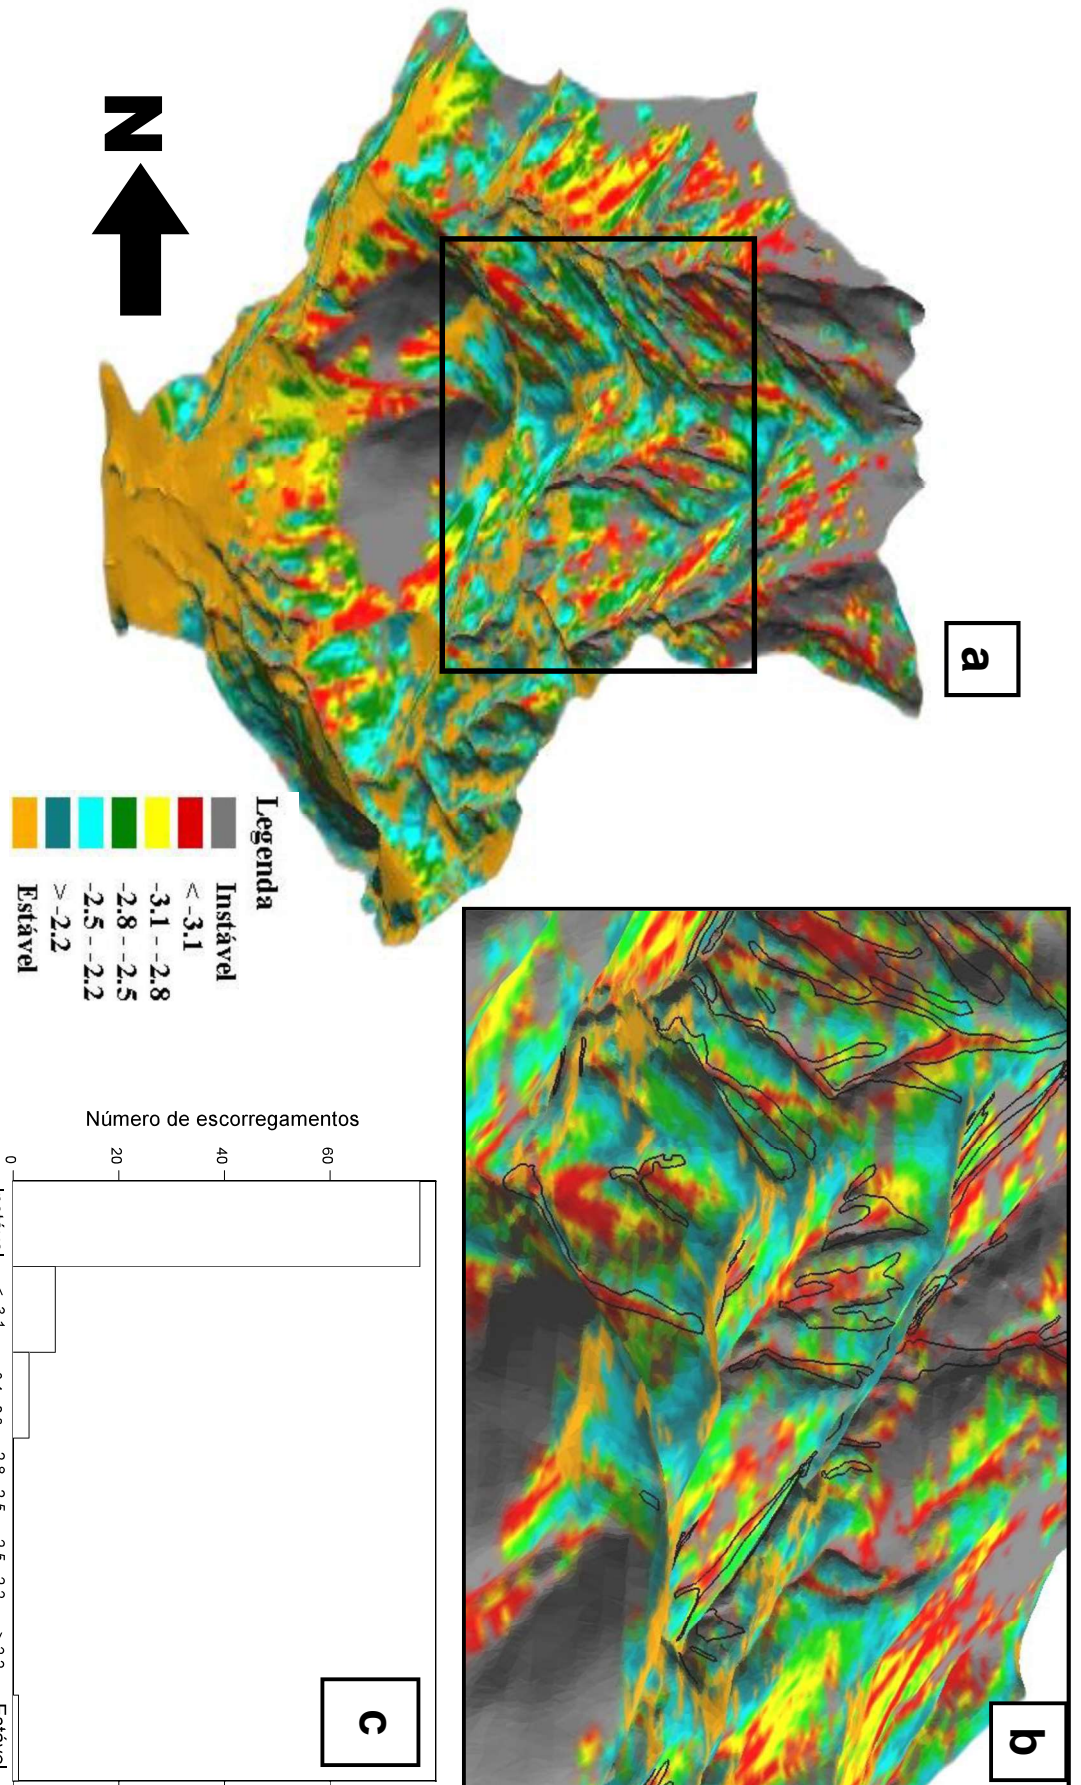 a
N
Legenda
Instável
< -3.1
-3.1 - -2.8
-2.8 - -2.5
-2.5 - -2.2
> -2.2
Estável
b
c
Número de escorregamentos
60
40
20
0